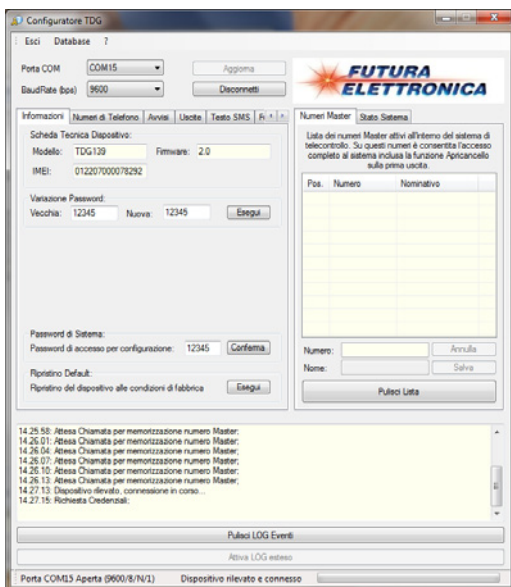 Configuratore TDG
Esci Database ?
Porta COM COM15 Aggiorna
BaudRate (bps) 9600 Disconnetti
FUTURA
ELETTRONICA
Informazioni Numeri di Telefono Avvisi Uscite Testo SMS
Scheda Tecnica Dispositivo:
Modello: TDG139 Firmware: 2.0
IMEI: 012207000078292
Variazione Password:
Vecchia: 12345 Nuova: 12345 Esegui
Password di Sistema:
Password di accesso per configurazione: 12345 Conferma
Ripristino Default:
Ripristino del dispositivo alle condizioni di fabbrica Esegui
Numeri Master Stato Sistema
Lista dei numeri Master attivi all'interno del sistema di
telecontrollo. Su questi numeri è consentita l'accesso
completo al sistema inclusa la funzione Apricancello
sulla prima uscita.
Pos. Numero Nominativo
Numero: Annulla
Nome: Salva
Pulisci Lista
14.25.58: Attesa Chiamata per memorizzazione numero Master;
14.26.01: Attesa Chiamata per memorizzazione numero Master;
14.26.04: Attesa Chiamata per memorizzazione numero Master;
14.26.07: Attesa Chiamata per memorizzazione numero Master;
14.26.10: Attesa Chiamata per memorizzazione numero Master;
14.26.13: Attesa Chiamata per memorizzazione numero Master;
14.27.13: Dispositivo rilevato, connessione in corso...
14.27.15: Richiesta Credenziali;
Pulisci LOG Eventi
Attiva LOG esteso
Porta COM15 Aperta (9600/8/N/1) Dispositivo rilevato e connesso